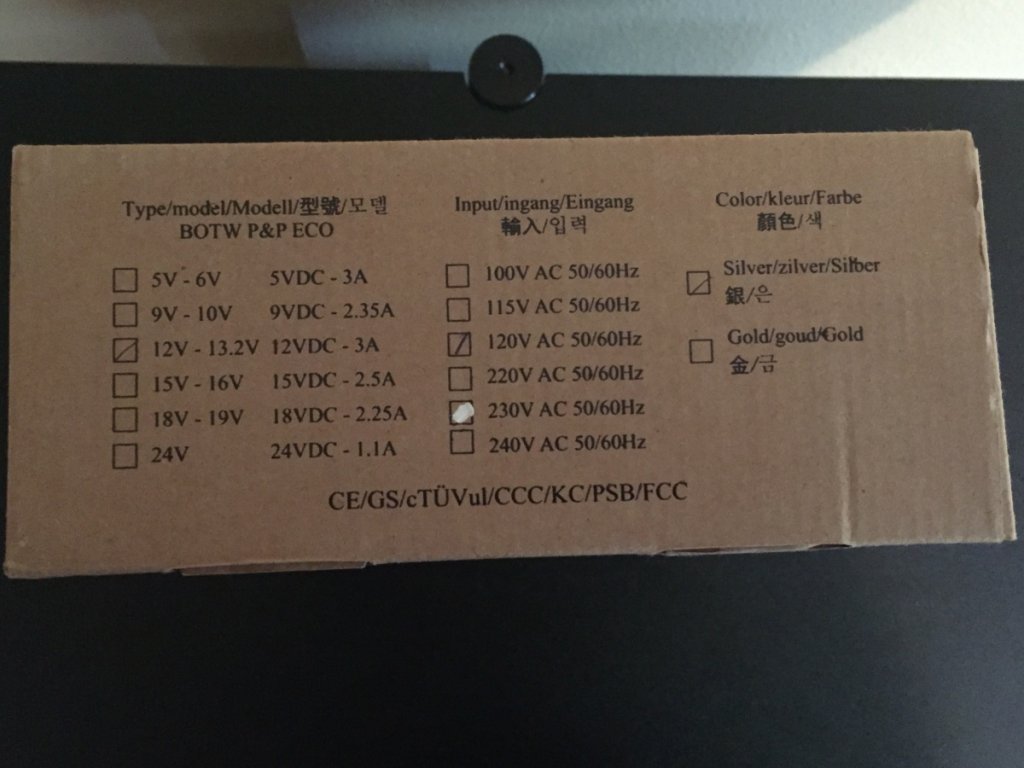 Type/model/Modell/型號/모델
BOTW P&P ECO
5V - 6V 5VDC - 3A
9V - 10V 9VDC - 2.35A
12V - 13.2V 12VDC - 3A
15V - 16V 15VDC - 2.5A
18V - 19V 18VDC - 2.25A
24V 24VDC - 1.1A
Input/ingang/Eingang
輸入/입력
100V AC 50/60Hz
115V AC 50/60Hz
120V AC 50/60Hz
220V AC 50/60Hz
230V AC 50/60Hz
240V AC 50/60Hz
Color/kleur/Farbe
顏色/색
Silver/zilver/Silber
銀/은
Gold/goud/Gold
金/금
CE/GS/cTÜVul/CCC/KC/PSB/FCC